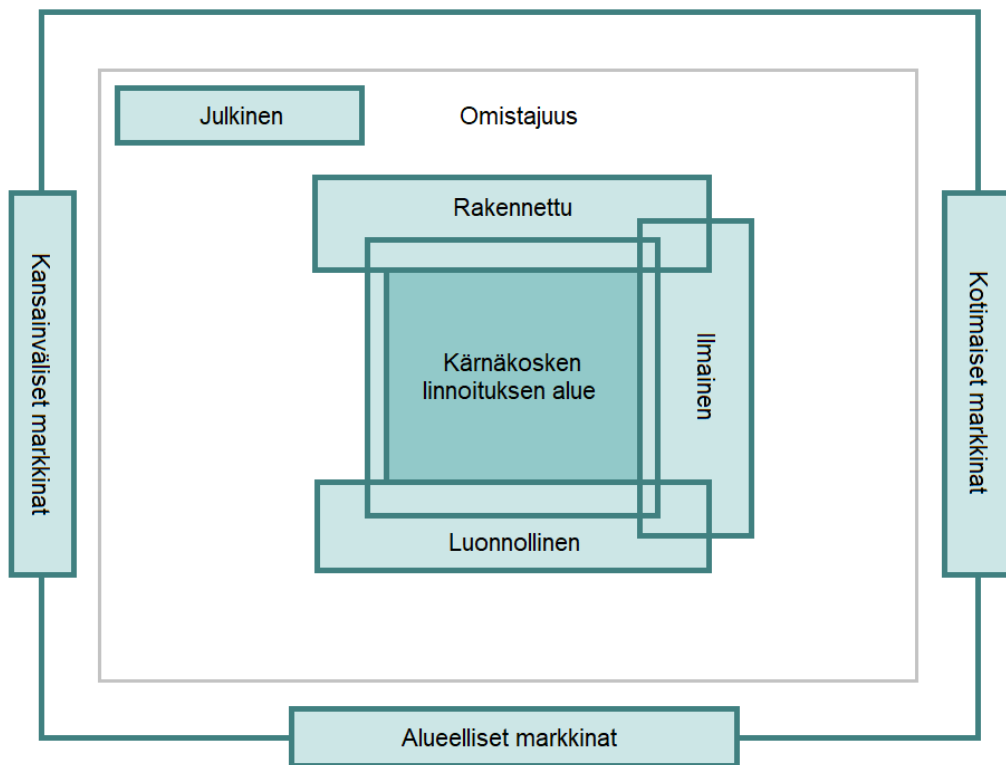 Julkinen
Omistajuus
Rakennettu
Kansainväliset markkinat
Kärnäkosken
linnoituksen alue
Ilmainen
Kotimaiset markkinat
Luonnollinen
Alueelliset markkinat